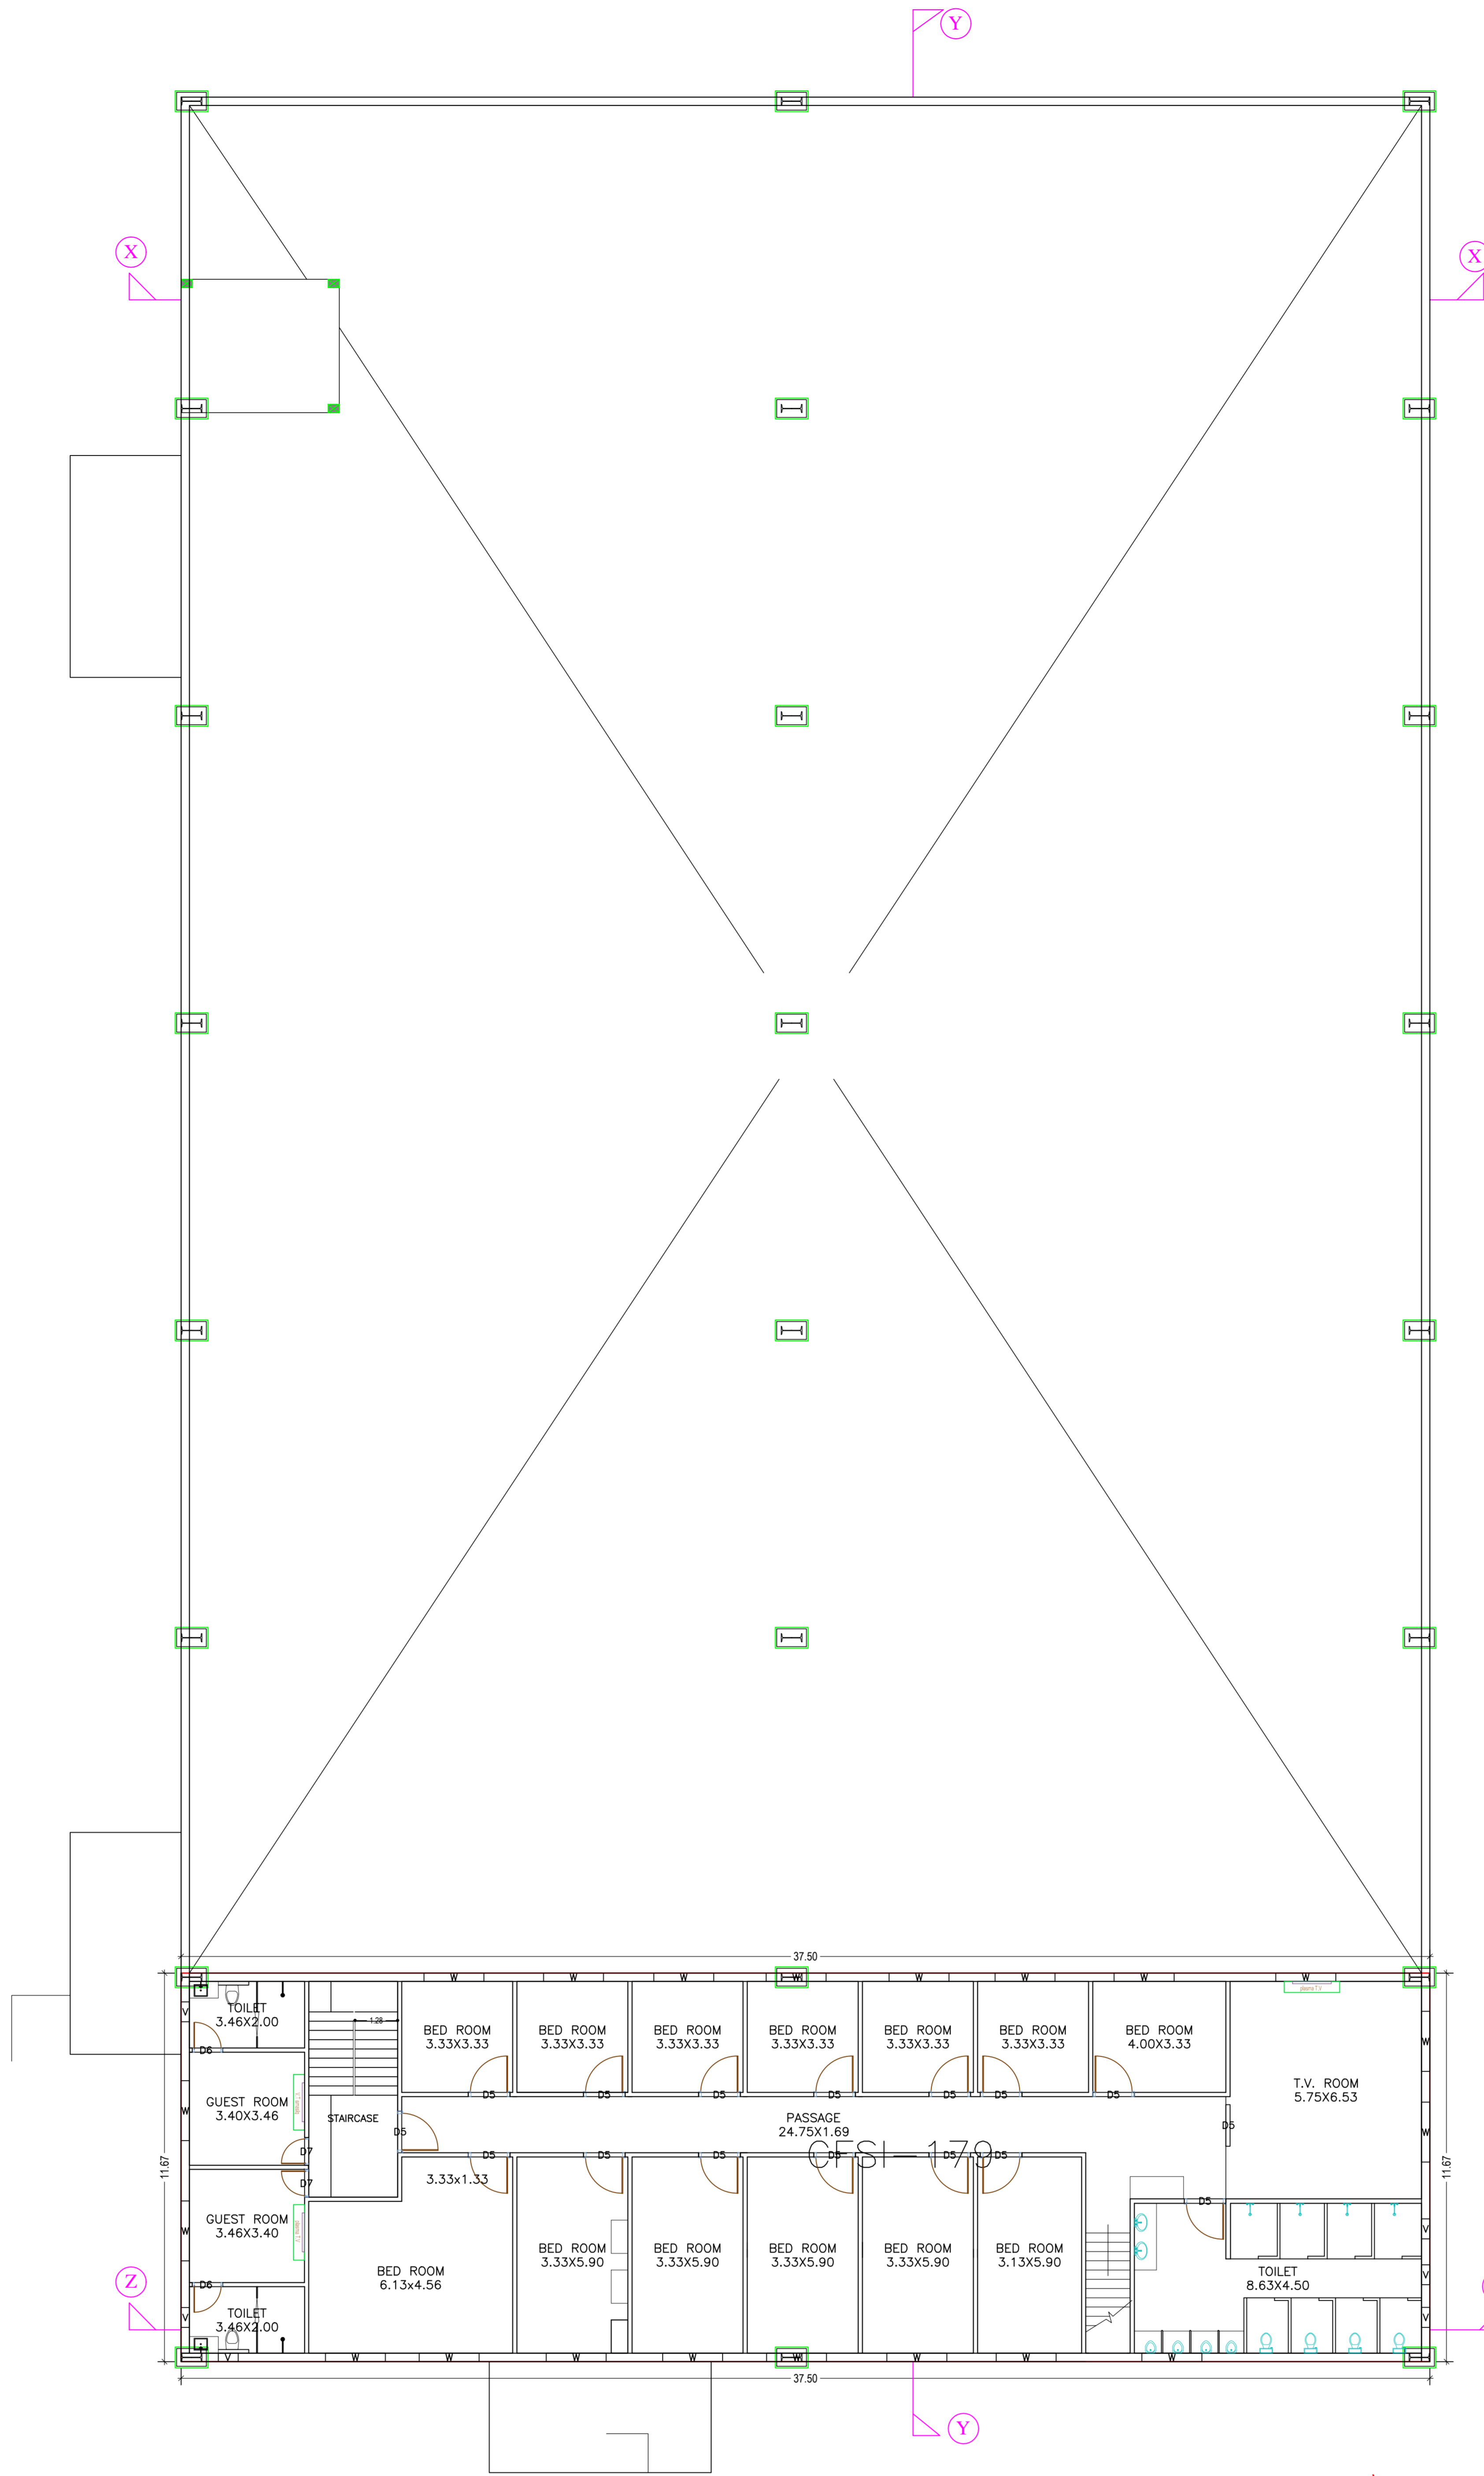 Y
X
X
37.50
W W W W W W W W
TOILET
3.46X2.00
V
1.28
BED ROOM
3.33X3.33
BED ROOM
3.33X3.33
BED ROOM
3.33X3.33
BED ROOM
3.33X3.33
BED ROOM
3.33X3.33
BED ROOM
3.33X3.33
BED ROOM
4.00X3.33
plasma T.V
W
D6
T.V. ROOM
5.75X6.53
GUEST ROOM
3.40X3.46
plasma T.V
W
D5 D5 D5 D5 D5 D5 D5
STAIRCASE
PASSAGE
24.75X1.69
D5
D5
W
D7
D5 D5 D5 D5 D5 D5
CFSI-179
11.67
11.67
D7
3.33x1.33
D5
GUEST ROOM
3.46X3.40
plasma T.V
W
V
BED ROOM
6.13x4.56
BED ROOM
3.33X5.90
BED ROOM
3.33X5.90
BED ROOM
3.33X5.90
BED ROOM
3.33X5.90
BED ROOM
3.13X5.90
V
TOILET
8.63X4.50
Z
D6
TOILET
3.46X2.00
V
V
V W W W W W W W W
37.50
Y